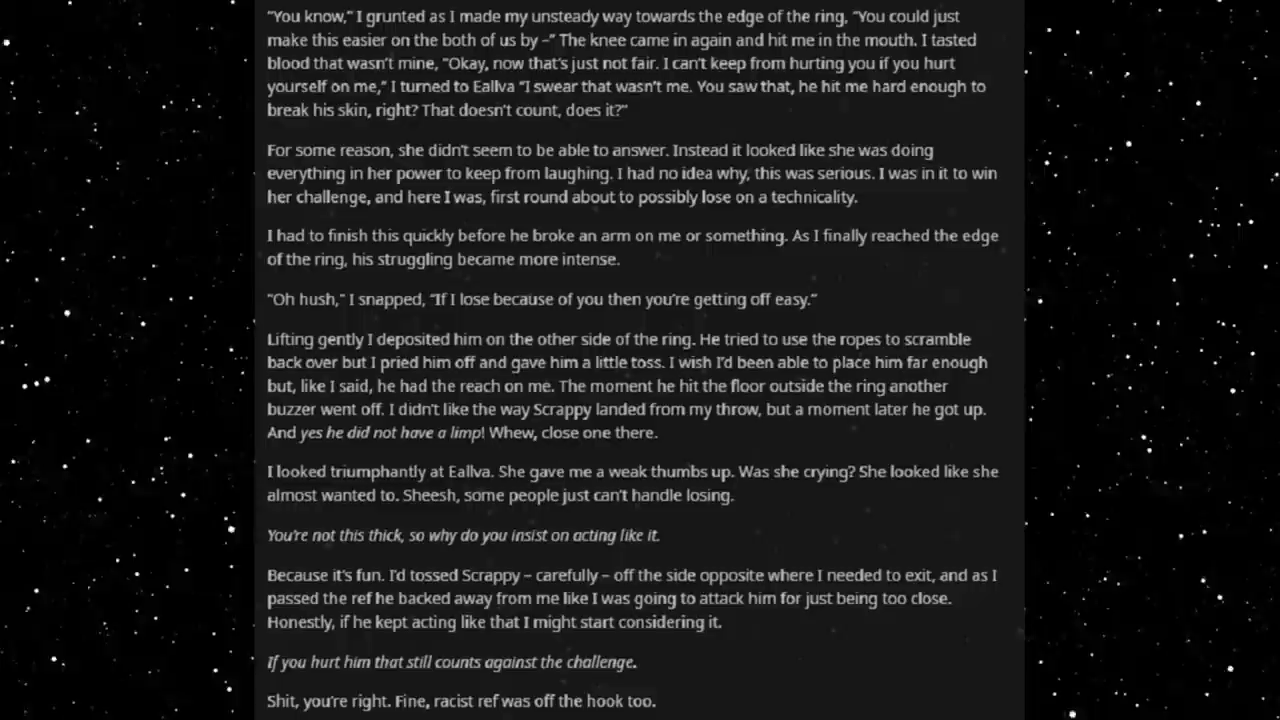 “You know,” I grunted as I made my unsteady way towards the edge of the ring, “You could just
make this easier on the both of us by –” The knee came in again and hit me in the mouth. I tasted
blood that wasn’t mine, “Okay, now that’s just not fair. I can’t keep from hurting you if you hurt
yourself on me,” I turned to Eallva “I swear that wasn’t me. You saw that, he hit me hard enough to
break his skin, right? That doesn’t count, does it?”
For some reason, she didn’t seem to be able to answer. Instead it looked like she was doing
everything in her power to keep from laughing. I had no idea why, this was serious. I was in it to win
her challenge, and here I was, first round about to possibly lose on a technicality.
I had to finish this quickly before he broke an arm on me or something. As I finally reached the edge
of the ring, his struggling became more intense.
“Oh hush,” I snapped, “If I lose because of you then you’re getting off easy.”
Lifting gently I deposited him on the other side of the ring. He tried to use the ropes to scramble
back over but I pried him off and gave him a little toss. I wish I’d been able to place him far enough
but, like I said, he had the reach on me. The moment he hit the floor outside the ring another
buzzer went off. I didn’t like the way Scrappy landed from my throw, but a moment later he got up.
And yes he did not have a limp! Whew, close one there.
I looked triumphantly at Eallva. She gave me a weak thumbs up. Was she crying? She looked like she
almost wanted to. Sheesh, some people just can’t handle losing.
You’re not this thick, so why do you insist on acting like it.
Because it’s fun. I’d tossed Scrappy – carefully – off the side opposite where I needed to exit, and as I
passed the ref he backed away from me like I was going to attack him for just being too close.
Honestly, if he kept acting like that I might start considering it.
If you hurt him that still counts against the challenge.
Shit, you’re right. Fine, racist ref was off the hook too.